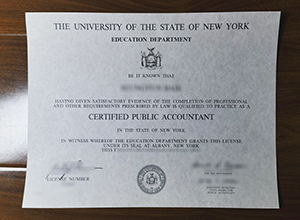 THE UNIVERSITY OF THE STATE OF NEW YORK
EDUCATION DEPARTMENT
BE IT KNOWN THAT
HAVING GIVEN SATISFACTORY EVIDENCE OF THE COMPLETION OF PROFESSIONAL
AND OTHER REQUIREMENTS PRESCRIBED BY LAW IS QUALIFIED TO PRACTICE AS A
CERTIFIED PUBLIC ACCOUNTANT
IN THE STATE OF NEW YORK
IN WITNESS WHEREOF THE EDUCATION DEPARTMENT GRANTS THIS LICENSE
UNDER ITS SEAL AT ALBANY, NEW YORK
THIS
LICENSE NUMBER